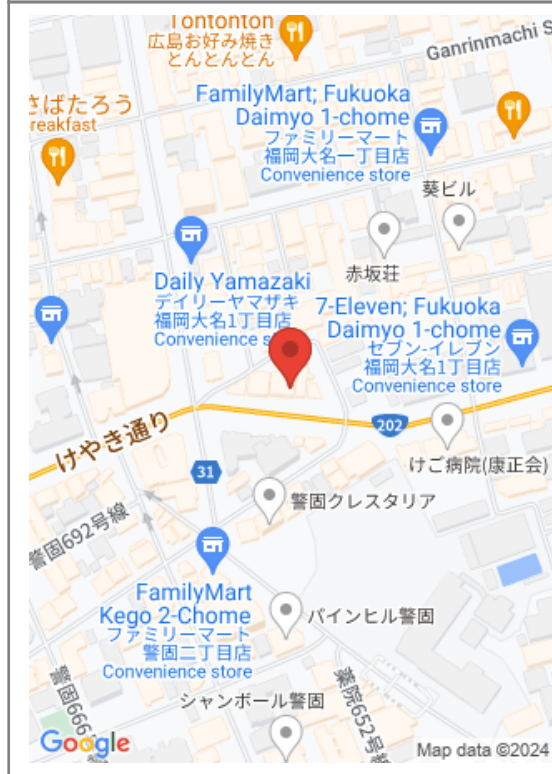 Tontonton
広島お好み焼き
とんとんとん
Ganrinmachi S
さばたろう
reakfast
FamilyMart; Fukuoka
Daimyo 1-chome
ファミリーマート
福岡大名一丁目店
Convenience store
葵ビル
赤坂荘
Daily Yamazaki
デイリーヤマザキ
福岡大名1丁目店
Convenience s
7-Eleven; Fukuoka
Daimyo 1-chome
セブン-イレブン
福岡大名1丁目店
Convenience store
けやき通り
202
けご病院(康正会)
31
警固クレスタリア
警固692号線
FamilyMart
Kego 2-Chome
ファミリーマート
警固二丁目店
Convenience store
パインヒル警固
警固666
シャンボール警固
薬院652号線
Google
Map data ©2024